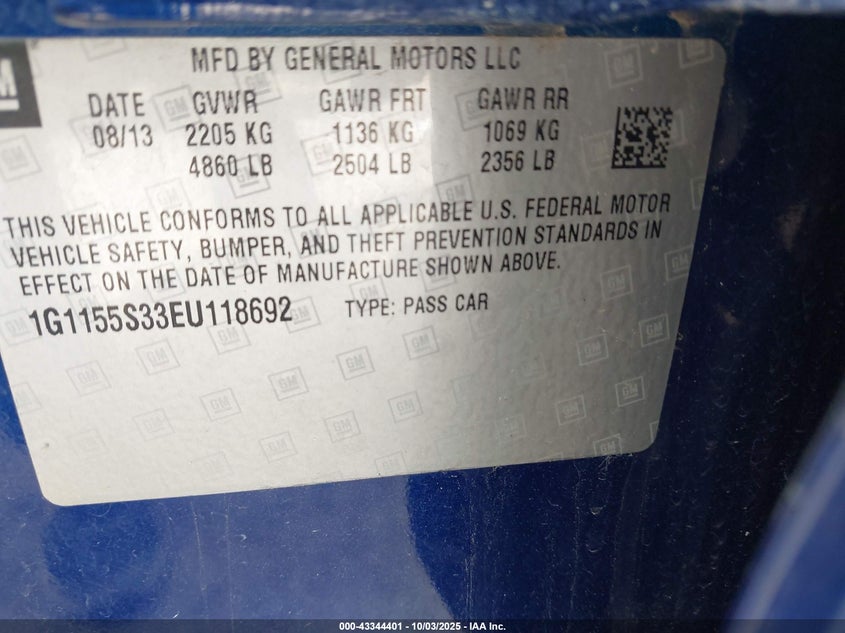 GM
MFD BY GENERAL MOTORS LLC
DATE GVWR GAWR FRT GAWR RR
08/13 2205 KG 1136 KG 1069 KG
4860 LB 2504 LB 2356 LB
THIS VEHICLE CONFORMS TO ALL APPLICABLE U.S. FEDERAL MOTOR
VEHICLE SAFETY, BUMPER, AND THEFT PREVENTION STANDARDS IN
EFFECT ON THE DATE OF MANUFACTURE SHOWN ABOVE.
1G1155S33EU118692 TYPE: PASS CAR
000-43344401 - 10/03/2025 - IAA Inc.